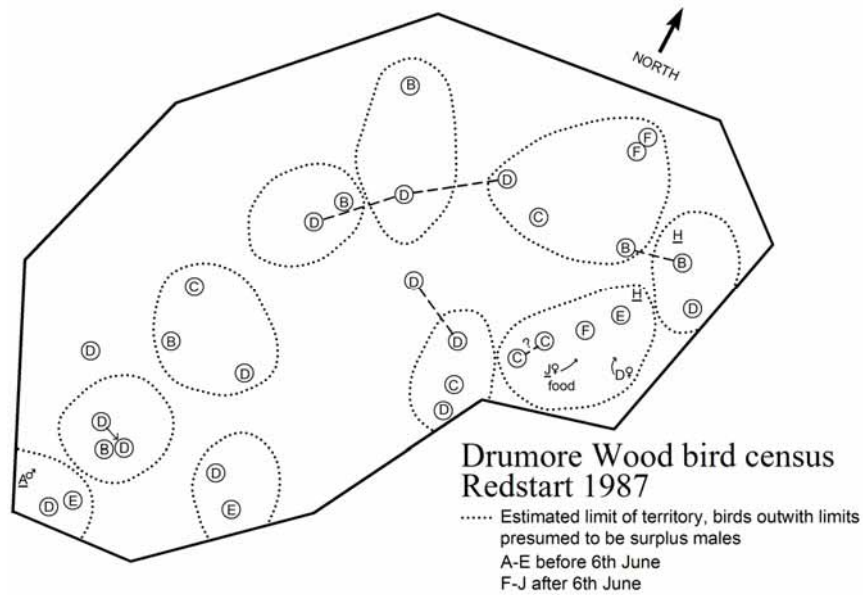 NORTH
B
F
F
B
D
D
D
C
B
H
B
H
D
C
D
E
F
D
B
C
?
C
D
D
J♀
food
D♀
C
D
D
B
D
D
A♂
E
D
E
Drumore Wood bird census
Redstart 1987
Estimated limit of territory, birds outwith limits
presumed to be surplus males
A-E before 6th June
F-J after 6th June